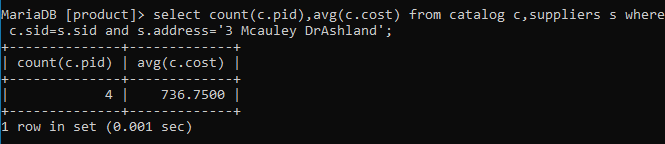 MariaDB [product]> select count(c.pid),avg(c.cost) from catalog c,suppliers s where
 c.sid=s.sid and s.address='3 Mcauley DrAshland';
+--------------+-------------+
| count(c.pid) | avg(c.cost) |
+--------------+-------------+
|            4 |    736.7500 |
+--------------+-------------+
1 row in set (0.001 sec)